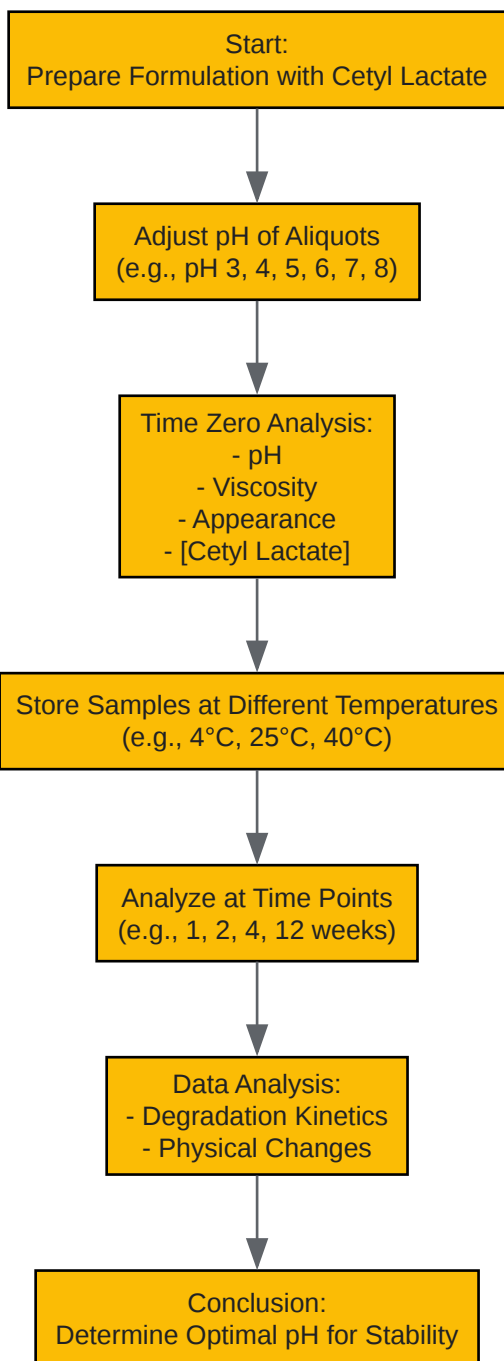 Start:
Prepare Formulation with Cetyl Lactate
Adjust pH of Aliquots
(e.g., pH 3, 4, 5, 6, 7, 8)
Time Zero Analysis:
- pH
- Viscosity
- Appearance
- [Cetyl Lactate]
Store Samples at Different Temperatures
(e.g., 4°C, 25°C, 40°C)
Analyze at Time Points
(e.g., 1, 2, 4, 12 weeks)
Data Analysis:
- Degradation Kinetics
- Physical Changes
Conclusion:
Determine Optimal pH for Stability